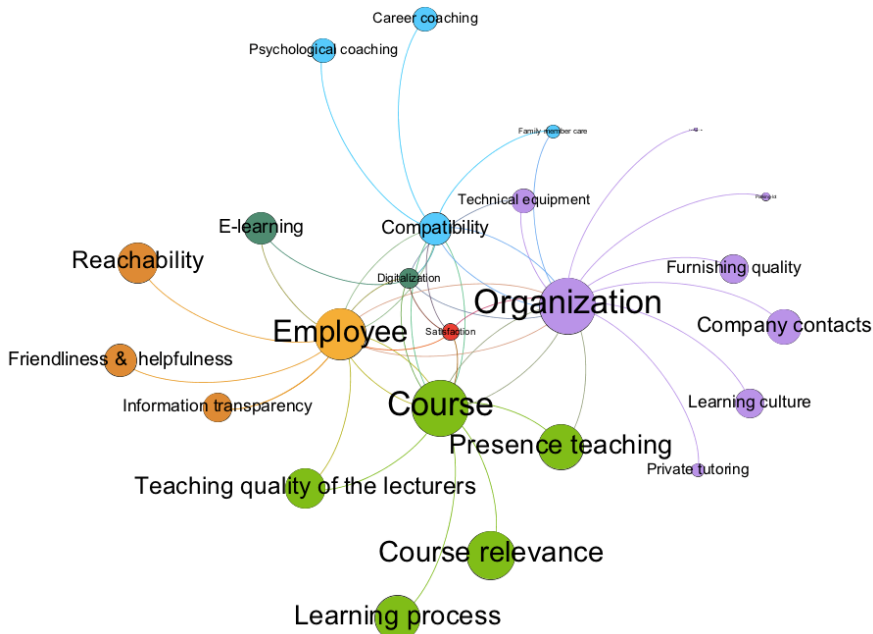 Career coaching
Psychological coaching
Family-member care
Technical equipment
E-learning
Compatibility
Reachability
Furnishing quality
Digitalization
Organization
Company contacts
Employee
Satisfaction
Friendliness & helpfulness
Course
Learning culture
Information transparency
Presence teaching
Private tutoring
Teaching quality of the lecturers
Course relevance
Learning process